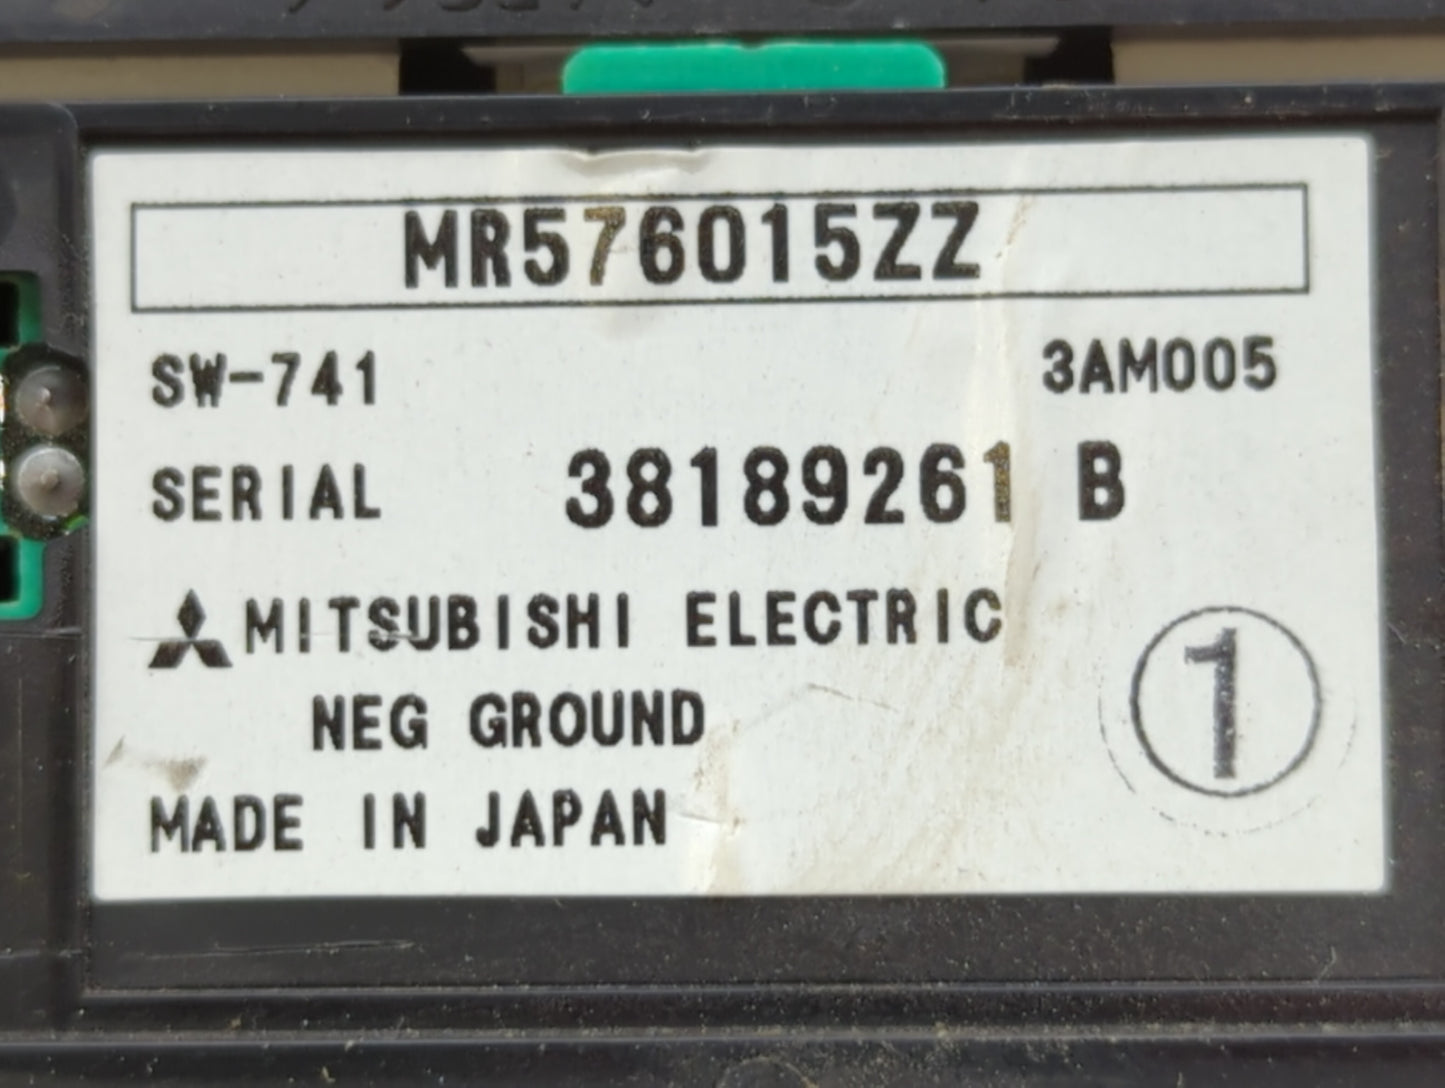 MR576015ZZ
SW-741 3AM005
SERIAL 38189261 B
MITSUBISHI ELECTRIC
NEG GROUND
1
MADE IN JAPAN